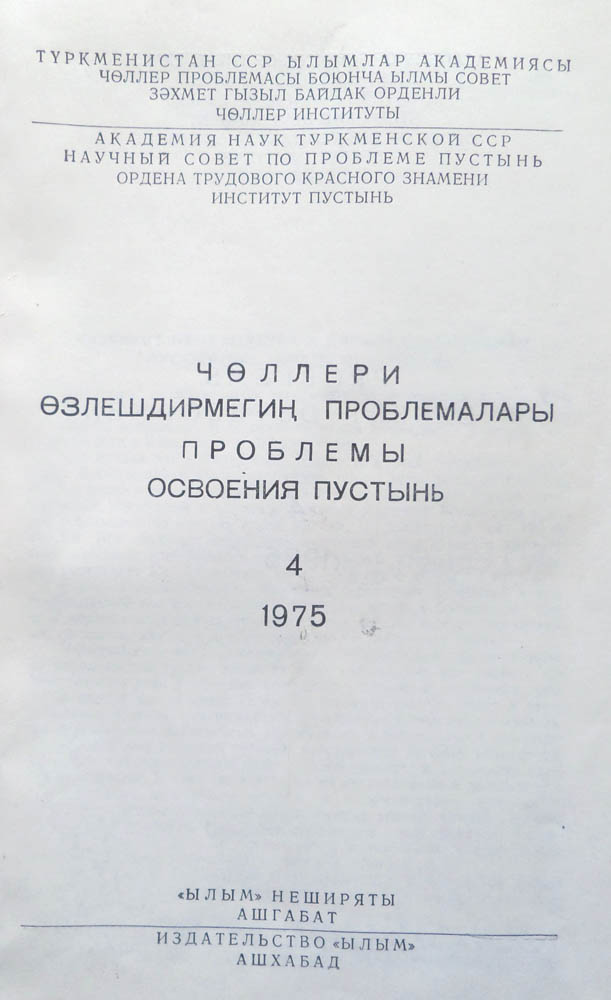 ТҮРКМЕНИСТАН ССР ЫЛЫМЛАР АКАДЕМИЯСЫ
ЧӨЛЛЕР ПРОБЛЕМАСЫ БОЮНЧА ЫЛМЫ СОВЕТ
ЗӘХМЕТ ГЫЗЫЛ БАЙДАК ОРДЕНЛИ
ЧӨЛЛЕР ИНСТИТУТЫ
АКАДЕМИЯ НАУК ТУРКМЕНСКОЙ ССР
НАУЧНЫЙ СОВЕТ ПО ПРОБЛЕМЕ ПУСТЫНЬ
ОРДЕНА ТРУДОВОГО КРАСНОГО ЗНАМЕНИ
ИНСТИТУТ ПУСТЫНЬ
ЧӨЛЛЕРИ
ӨЗЛЕШДИРМЕГИҢ ПРОБЛЕМАЛАРЫ
ПРОБЛЕМЫ
ОСВОЕНИЯ ПУСТЫНЬ
4
1975
«ЫЛЫМ» НЕШИРЯТЫ
АШГАБАТ
ИЗДАТЕЛЬСТВО «ЫЛЫМ»
АШХАБАД